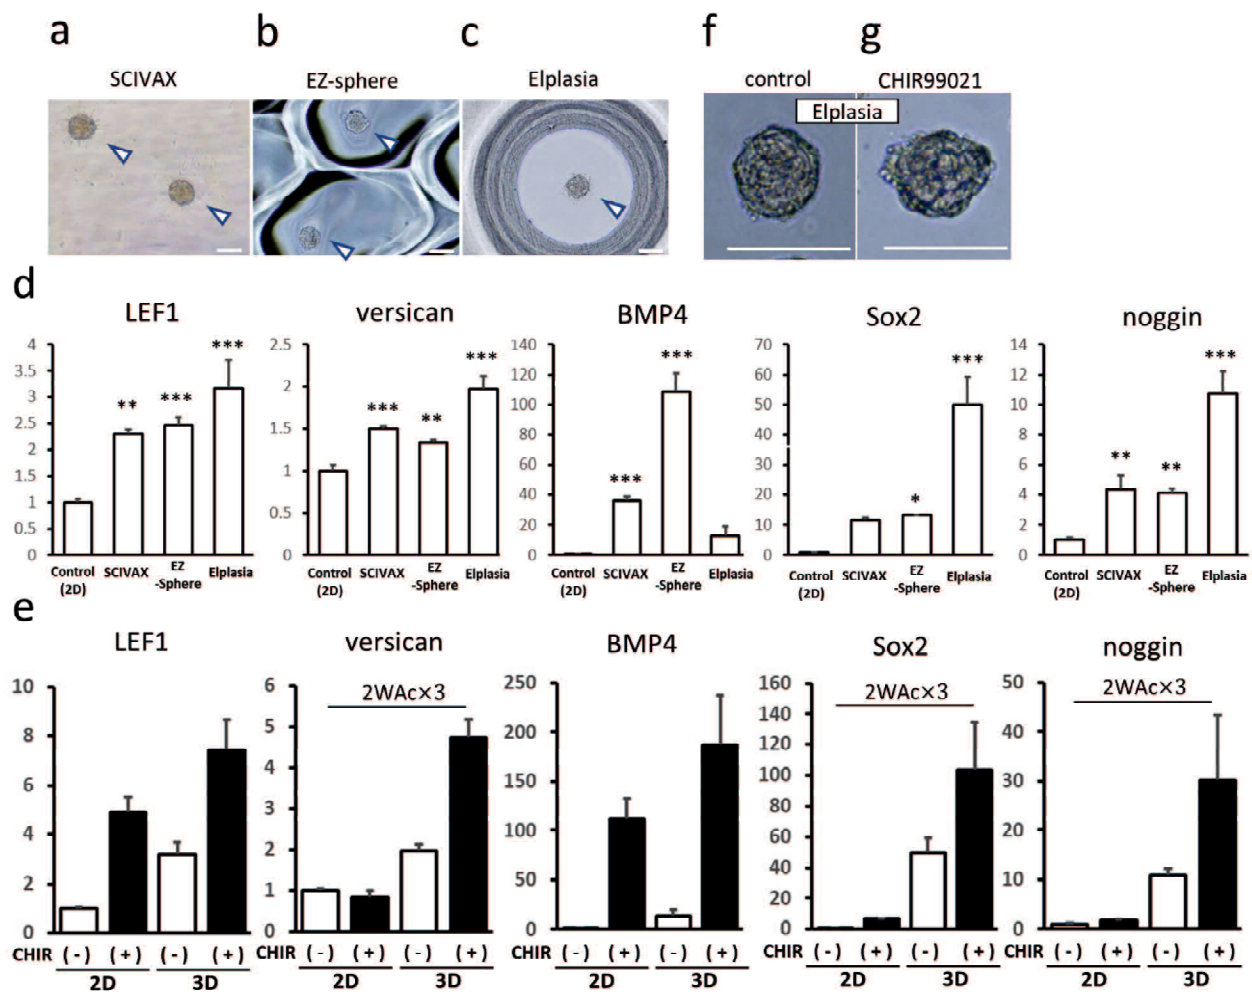 a
b
c
f
g
SCIVAX
EZ-sphere
Elplasia
control
CHIR99021
Elplasia
d
LEF1
versican
BMP4
Sox2
noggin
4
3.5
3
2.5
2
1.5
1
0.5
0
**
***
***
Control
(2D)
SCIVAX
EZ
-Sphere
Elplasia
2.5
2
1.5
1
0.5
0
***
**
***
Control
(2D)
SCIVAX
EZ
-Sphere
Elplasia
140
120
100
80
60
40
20
0
***
***
Control
(2D)
SCIVAX
EZ
-Sphere
Elplasia
70
60
50
40
30
20
10
0
*
***
Control
(2D)
SCIVAX
EZ
-Sphere
Elplasia
14
12
10
8
6
4
2
0
**
**
***
Control
(2D)
SCIVAX
EZ
-Sphere
Elplasia
e
LEF1
versican
BMP4
Sox2
noggin
10
8
6
4
2
0
CHIR (-) (+) (-) (+)
2D 3D
2WAc×3
6
5
4
3
2
1
0
CHIR (-) (+) (-) (+)
2D 3D
250
200
150
100
50
0
CHIR (-) (+) (-) (+)
2D 3D
2WAc×3
160
140
120
100
80
60
40
20
0
CHIR (-) (+) (-) (+)
2D 3D
2WAc×3
50
40
30
20
10
0
CHIR (-) (+) (-) (+)
2D 3D